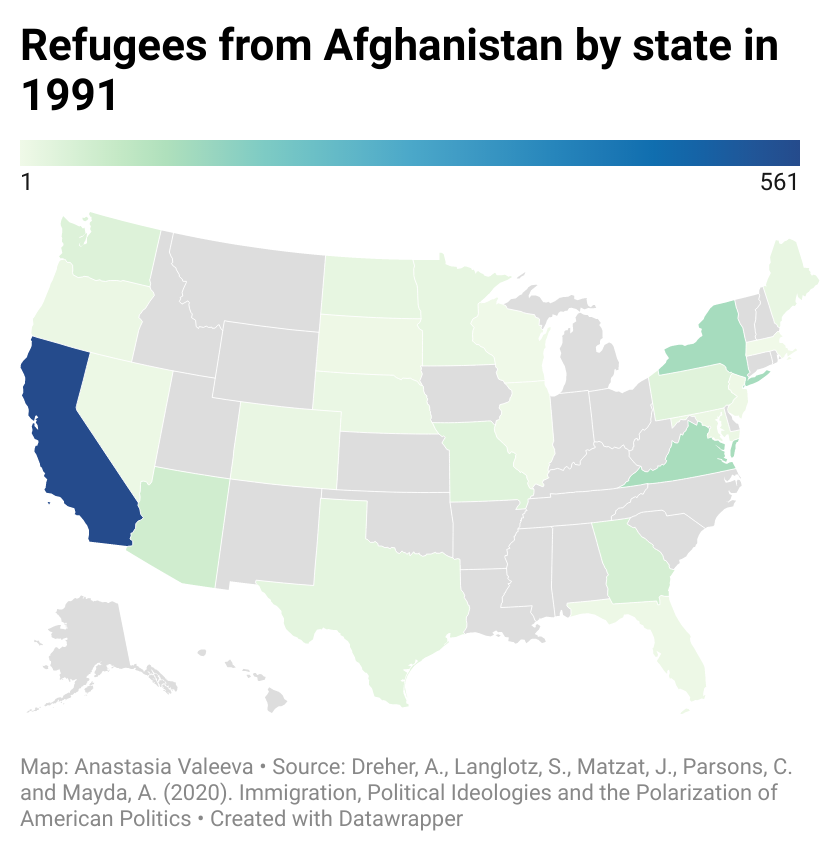 Refugees from Afghanistan by state in
1991
1
561
Map: Anastasia Valeeva • Source: Dreher, A., Langlotz, S., Matzat, J., Parsons, C.
and Mayda, A. (2020). Immigration, Political Ideologies and the Polarization of
American Politics • Created with Datawrapper